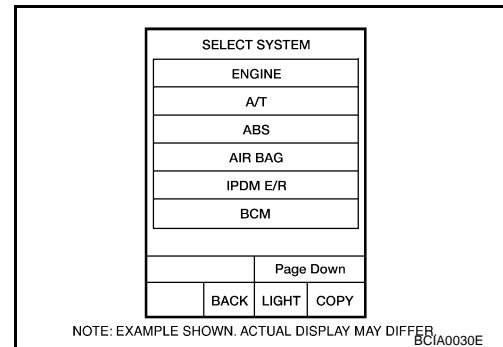 SELECT SYSTEM
ENGINE
A/T
ABS
AIR BAG
IPDM E/R
BCM
Page Down
BACK LIGHT COPY
NOTE: EXAMPLE SHOWN. ACTUAL DISPLAY MAY DIFFER.
BCIA0030E